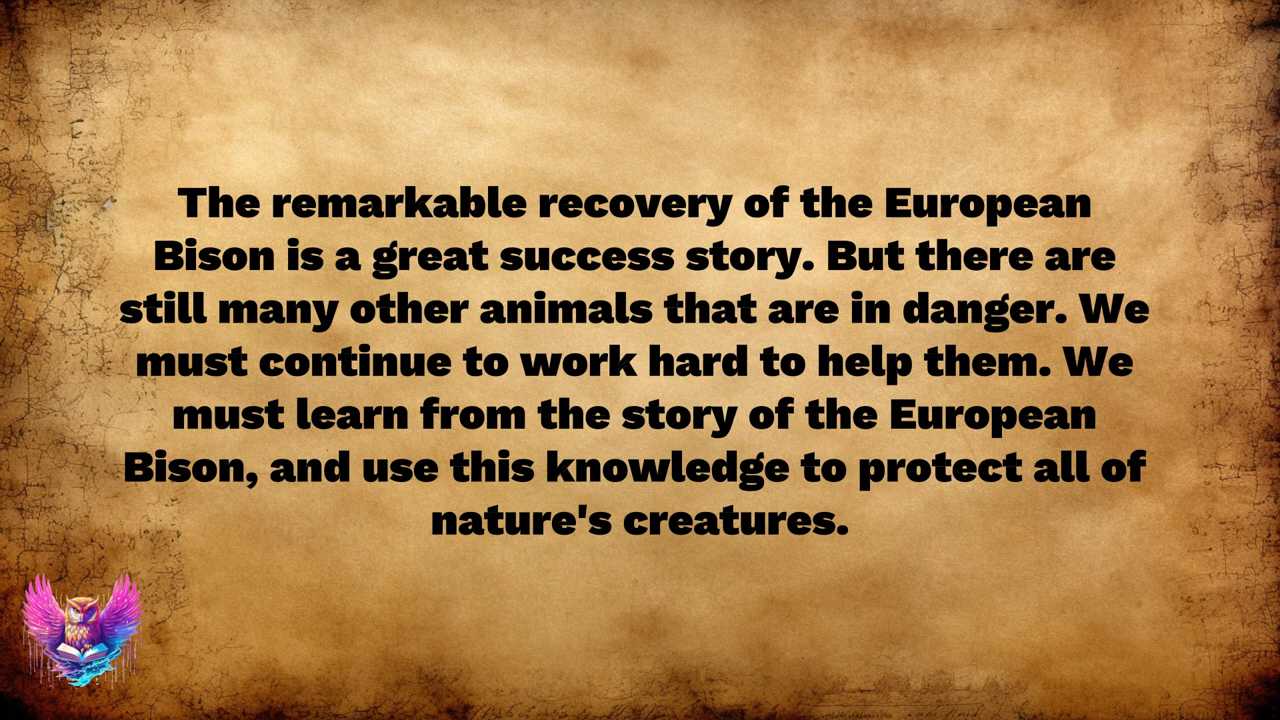 The remarkable recovery of the European
Bison is a great success story. But there are
still many other animals that are in danger. We
must continue to work hard to help them. We
must learn from the story of the European
Bison, and use this knowledge to protect all of
nature's creatures.